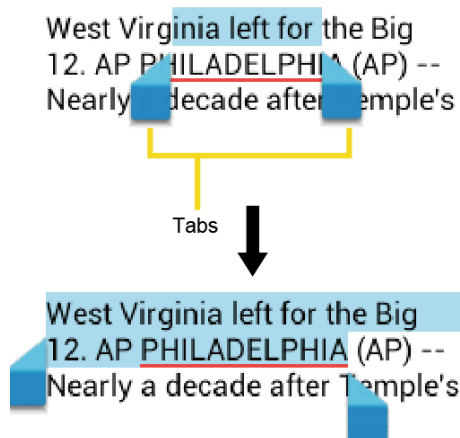 West Virginia left for the Big
12. AP PHILADELPHIA (AP) --
Nearly a decade after Temple's
Tabs
West Virginia left for the Big
12. AP PHILADELPHIA (AP) --
Nearly a decade after Temple's